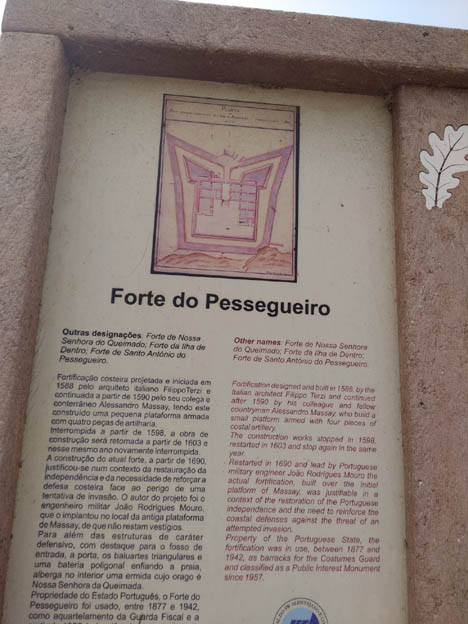 PLANTA
Forte do Pessegueiro
Outras designações: Forte de Nossa
Senhora do Queimado; Forte da Ilha de
Dentro; Forte de Santo António do
Pessegueiro.
Fortificação costeira projetada e iniciada em
1588 pelo arquiteto italiano FilippoTerzi e
continuada a partir de 1590 pelo seu colega e
conterrâneo Alessandro Massay, tendo este
construído uma pequena plataforma armada
com quatro peças de artilharia.
Interrompida a partir de 1598, a obra de
construção será retomada a partir de 1603 e
nesse mesmo ano novamente interrompida.
A construção do atual forte, a partir de 1690,
justificou-se num contexto da restauração da
independência e da necessidade de reforçar a
defesa costeira face ao perigo de uma
tentativa de invasão. O autor do projeto foi o
engenheiro militar João Rodrigues Mouro,
que o implantou no local da antiga plataforma
de Massay, de que não restam vestígios.
Para além das estruturas de caráter
defensivo, com destaque para o fosso de
entrada, a porta, os baluartes triangulares e
uma bateria poligonal enfiando a praia,
alberga no interior uma ermida cujo orago é
Nossa Senhora da Queimada.
Propriedade do Estado Português, o Forte do
Pessegueiro foi usado, entre 1877 e 1942,
como aquartelamento da Guarda Fiscal e a
Other names: Forte de Nossa Senhora
do Queimado; Forte da Ilha de Dentro;
Forte de Santo António do Pessegueiro.
Fortification designed and built in 1588, by the
Italian architect Filippo Terzi and continued
after 1590 by his colleague and fellow
countryman Alessandro Massay, who build a
small platform armed with four pieces of
costal artillery.
The construction works stopped in 1598,
restarted in 1603 and stop again in the same
year.
Restarted in 1690 and lead by Portuguese
military engineer João Rodrigues Mouro the
actual fortification, built over the initial
platform of Massay, was justifiable in a
context of the restoration of the Portuguese
independence and the need to reinforce the
coastal defenses against the threat of an
attempted invasion.
Property of the Portuguese State, the
fortification was in use, between 1877 and
1942, as barracks for the Costumes Guard
and classified as a Public Interest Monument
since 1957.